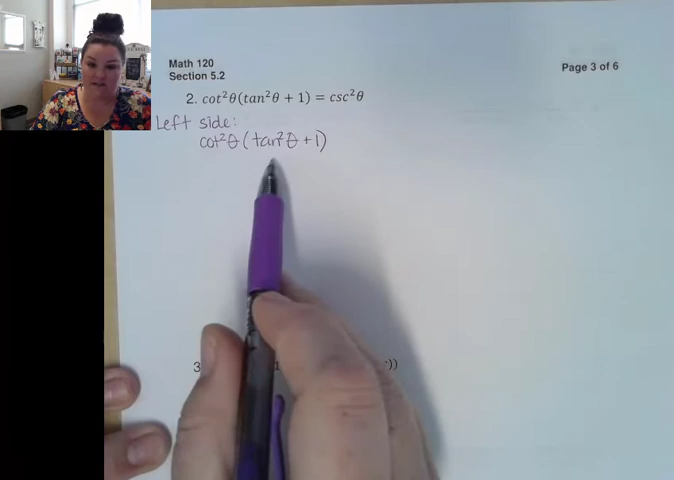 Math 120
Section 5.2
Page 3 of 6
2. cot²θ(tan²θ + 1) = csc²θ
Left side:
cot²θ (tan²θ + 1)
3
))